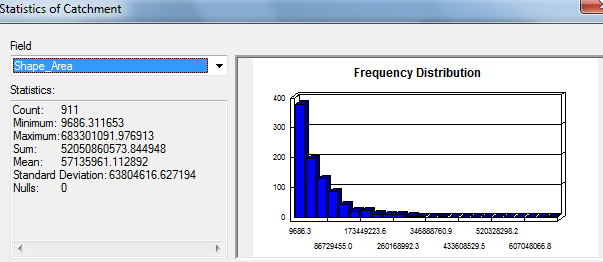 Statistics of Catchment
Field
Shape_Area
Statistics:
Count: 911
Minimum: 9686.311653
Maximum: 683301091.976913
Sum: 52050860573.844948
Mean: 57135961.112892
Standard Deviation: 63804616.627194
Nulls: 0
Frequency Distribution
400
300
200
100
0
9686.3 173449223.6 346888760.9 520328298.2
86729455.0 260168992.3 433608529.5 607048066.8